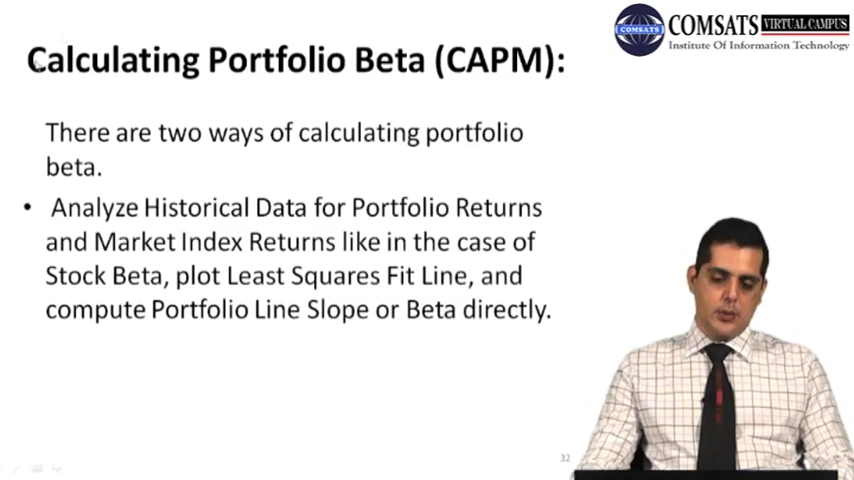 COMSATS VIRTUAL CAMPUS
Institute Of Information Technology
Calculating Portfolio Beta (CAPM):
There are two ways of calculating portfolio
beta.
• Analyze Historical Data for Portfolio Returns
and Market Index Returns like in the case of
Stock Beta, plot Least Squares Fit Line, and
compute Portfolio Line Slope or Beta directly.
32